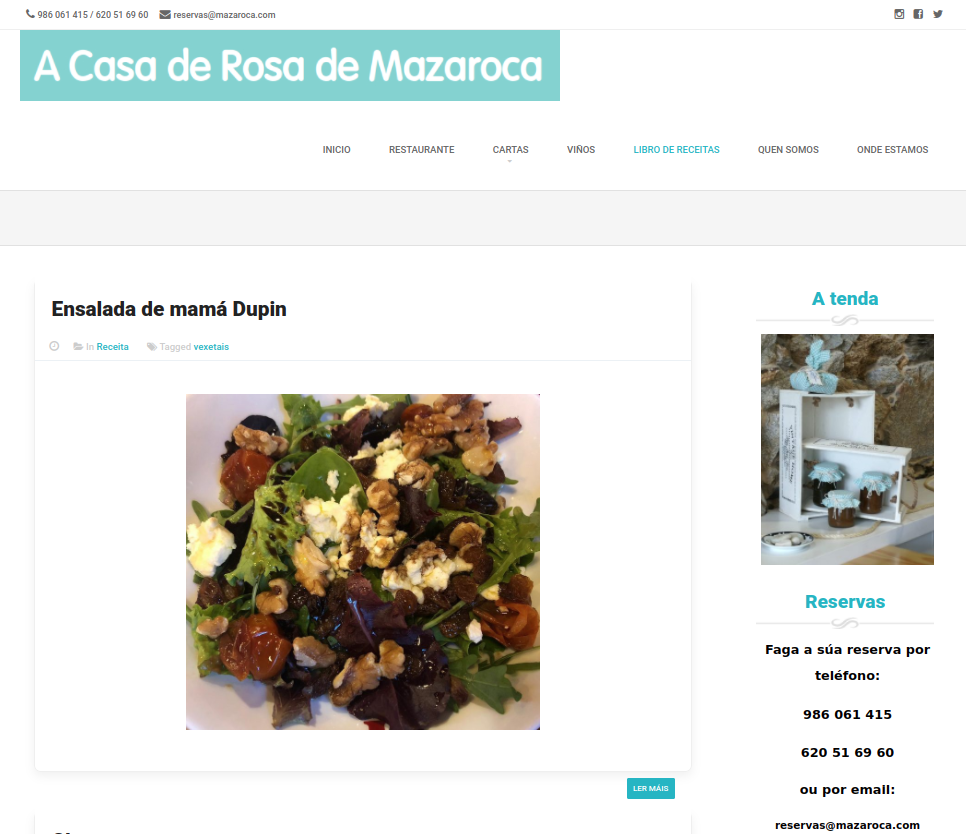 986 061 415 / 620 51 69 60 reservas@mazaroca.com
A Casa de Rosa de Mazaroca
INICIO RESTAURANTE CARTAS VIÑOS LIBRO DE RECEITAS QUEN SOMOS ONDE ESTAMOS
Ensalada de mamá Dupin
In Receita Tagged vexetais
LER MÁIS
A tenda
Reservas
Faga a súa reserva por
teléfono:
986 061 415
620 51 69 60
ou por email:
reservas@mazaroca.com